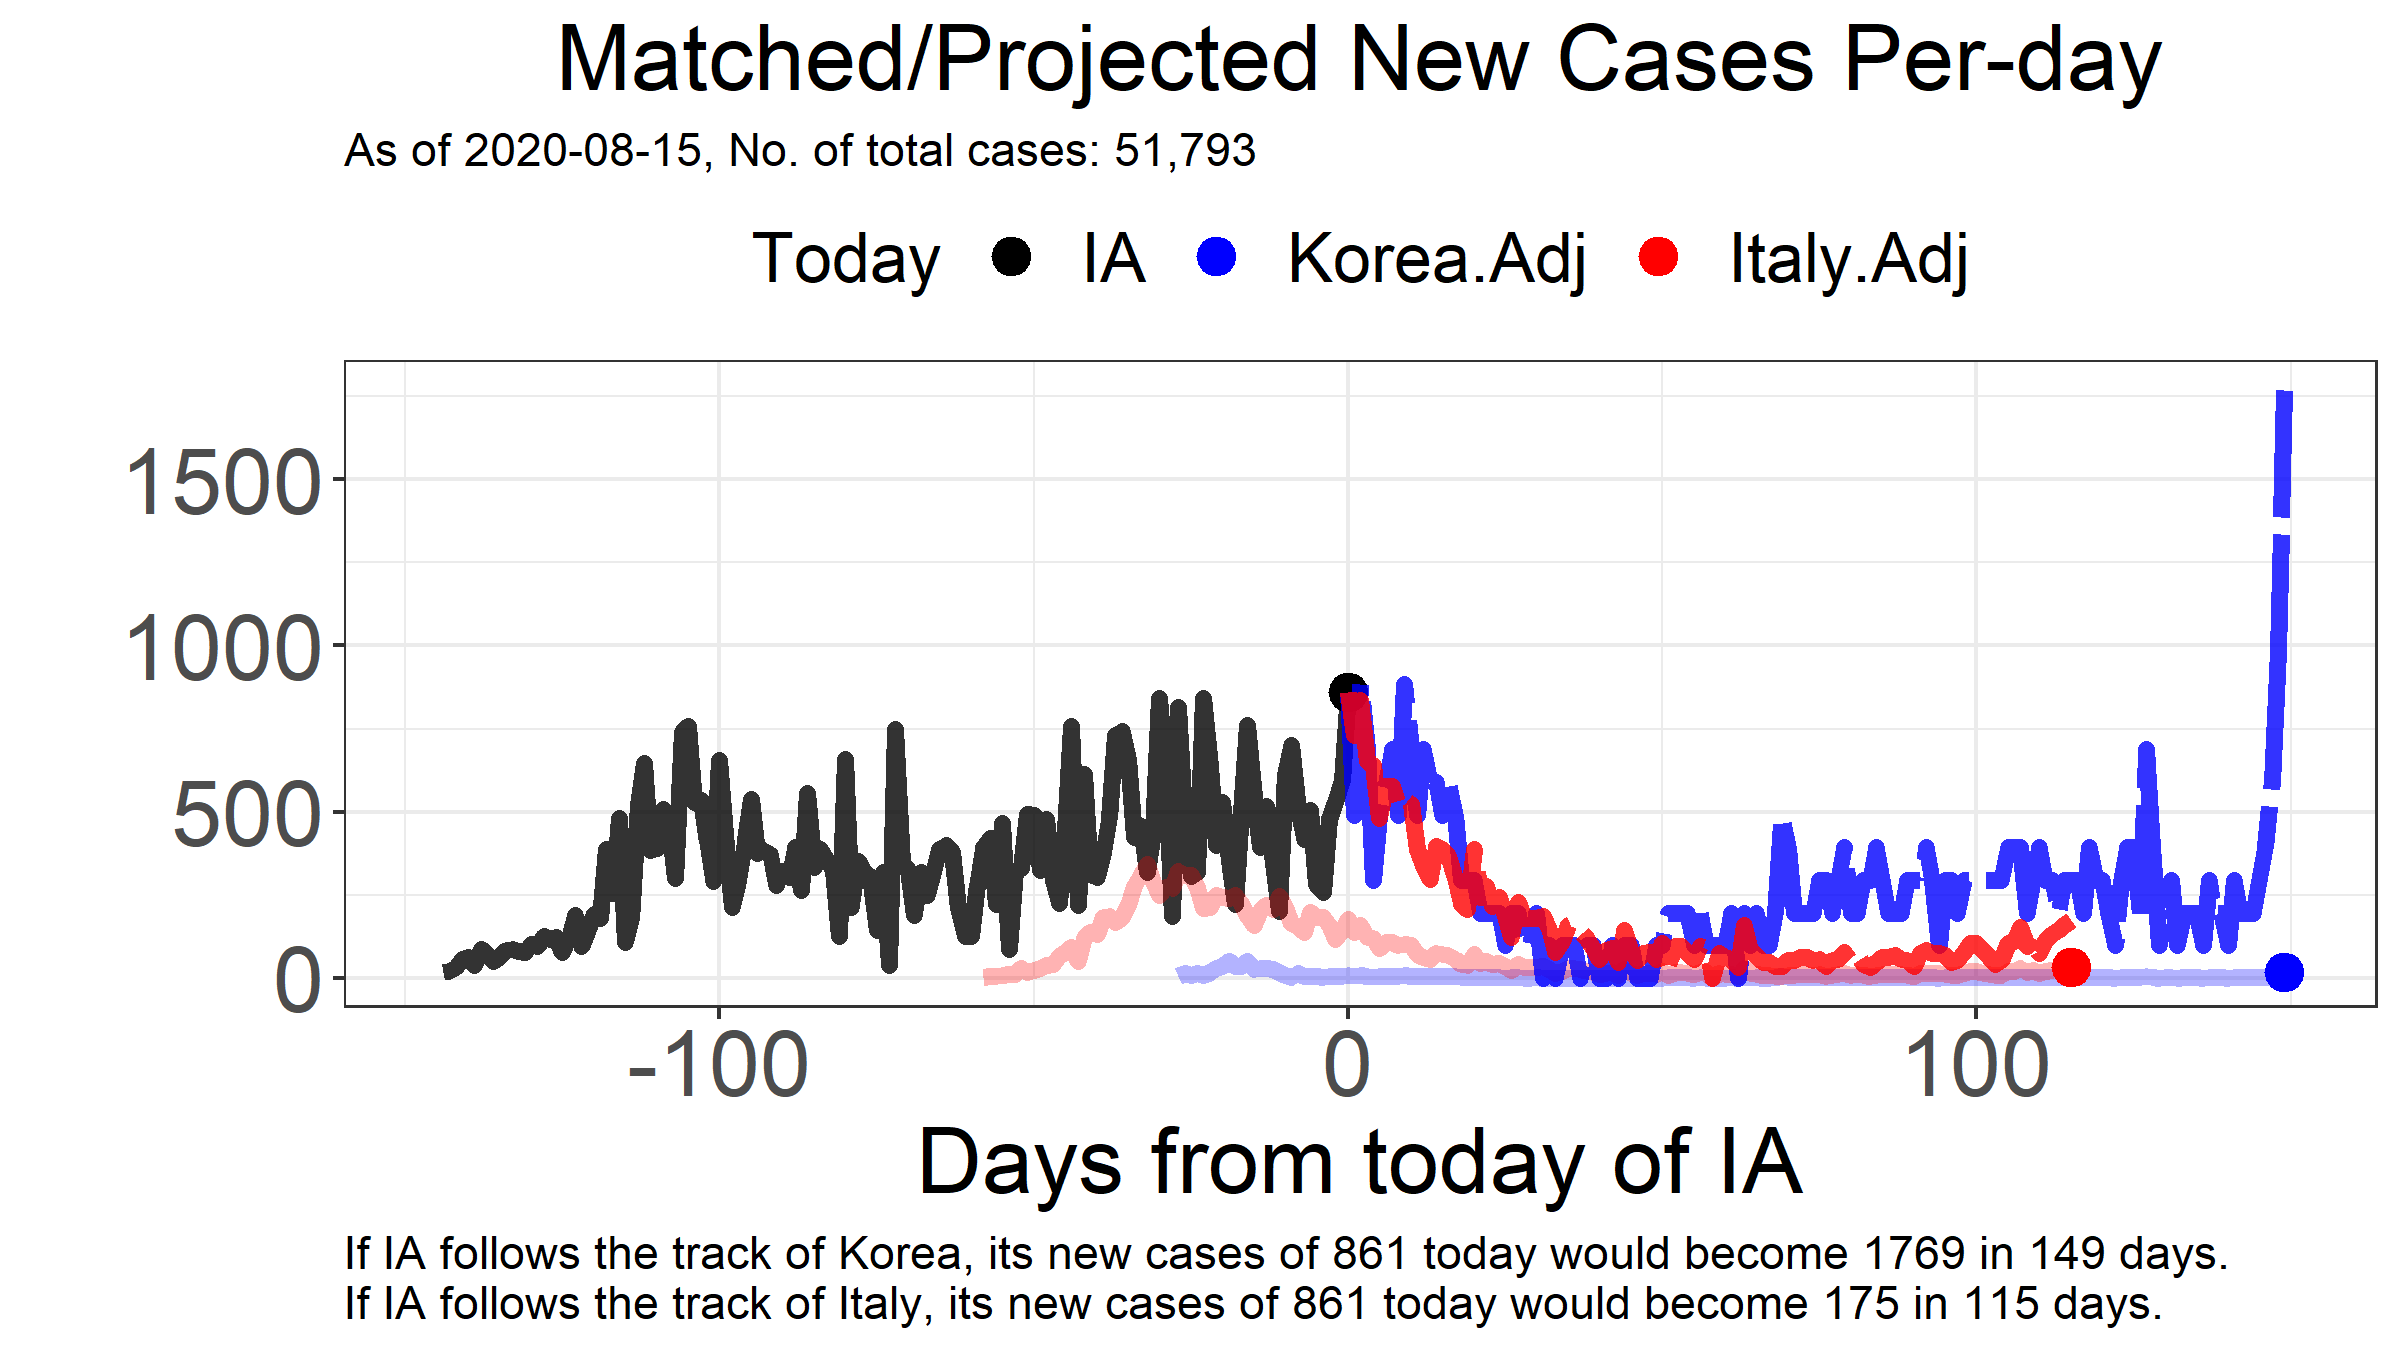 Matched/Projected New Cases Per-day
As of 2020-08-15, No. of total cases: 51,793
Today IA Korea.Adj Italy.Adj
1500
1000
500
0
-100 0 100
Days from today of IA
If IA follows the track of Korea, its new cases of 861 today would become 1769 in 149 days.
If IA follows the track of Italy, its new cases of 861 today would become 175 in 115 days.